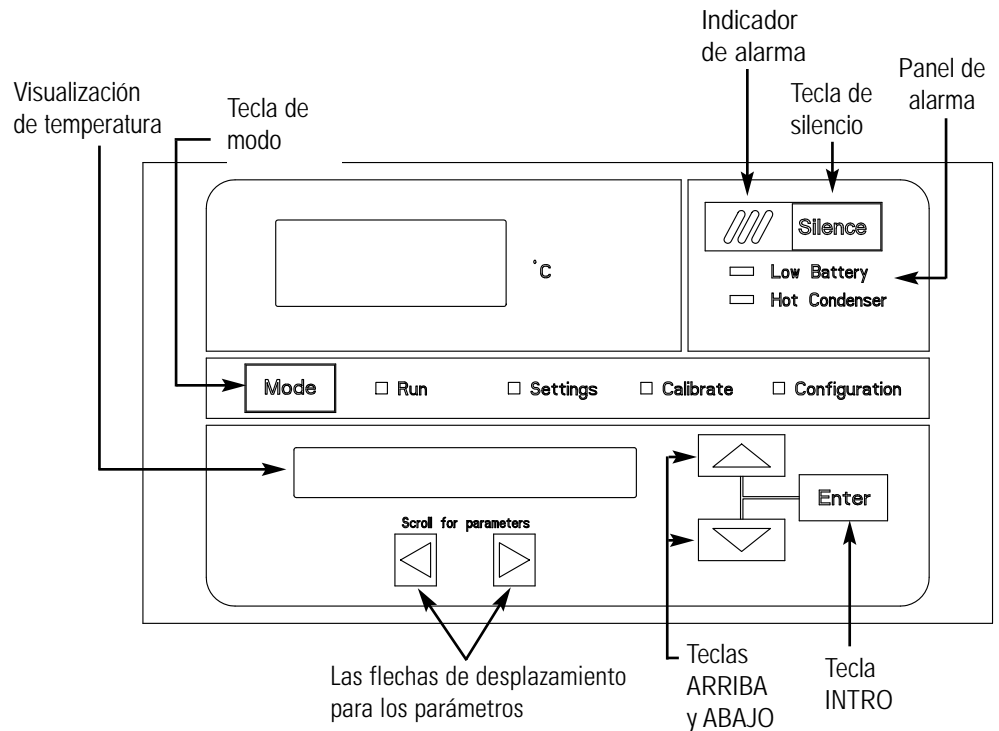 Indicador
de alarma
Panel de
alarma
Visualización
de temperatura
Tecla de
modo
Tecla de
silencio
Silence
°C
Low Battery
Hot Condenser
Mode
Run
Settings
Calibrate
Configuration
Enter
Scroll for parameters
Las flechas de desplazamiento
para los parámetros
Teclas
ARRIBA
y ABAJO
Tecla
INTRO